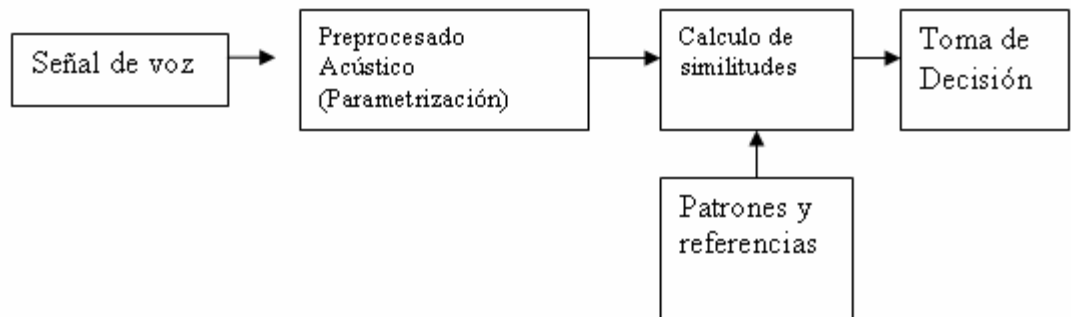 Señal de voz
Preprocesado
Acústico
(Parametrización)
Calculo de
similitudes
Toma de
Decisión
Patrones y
referencias